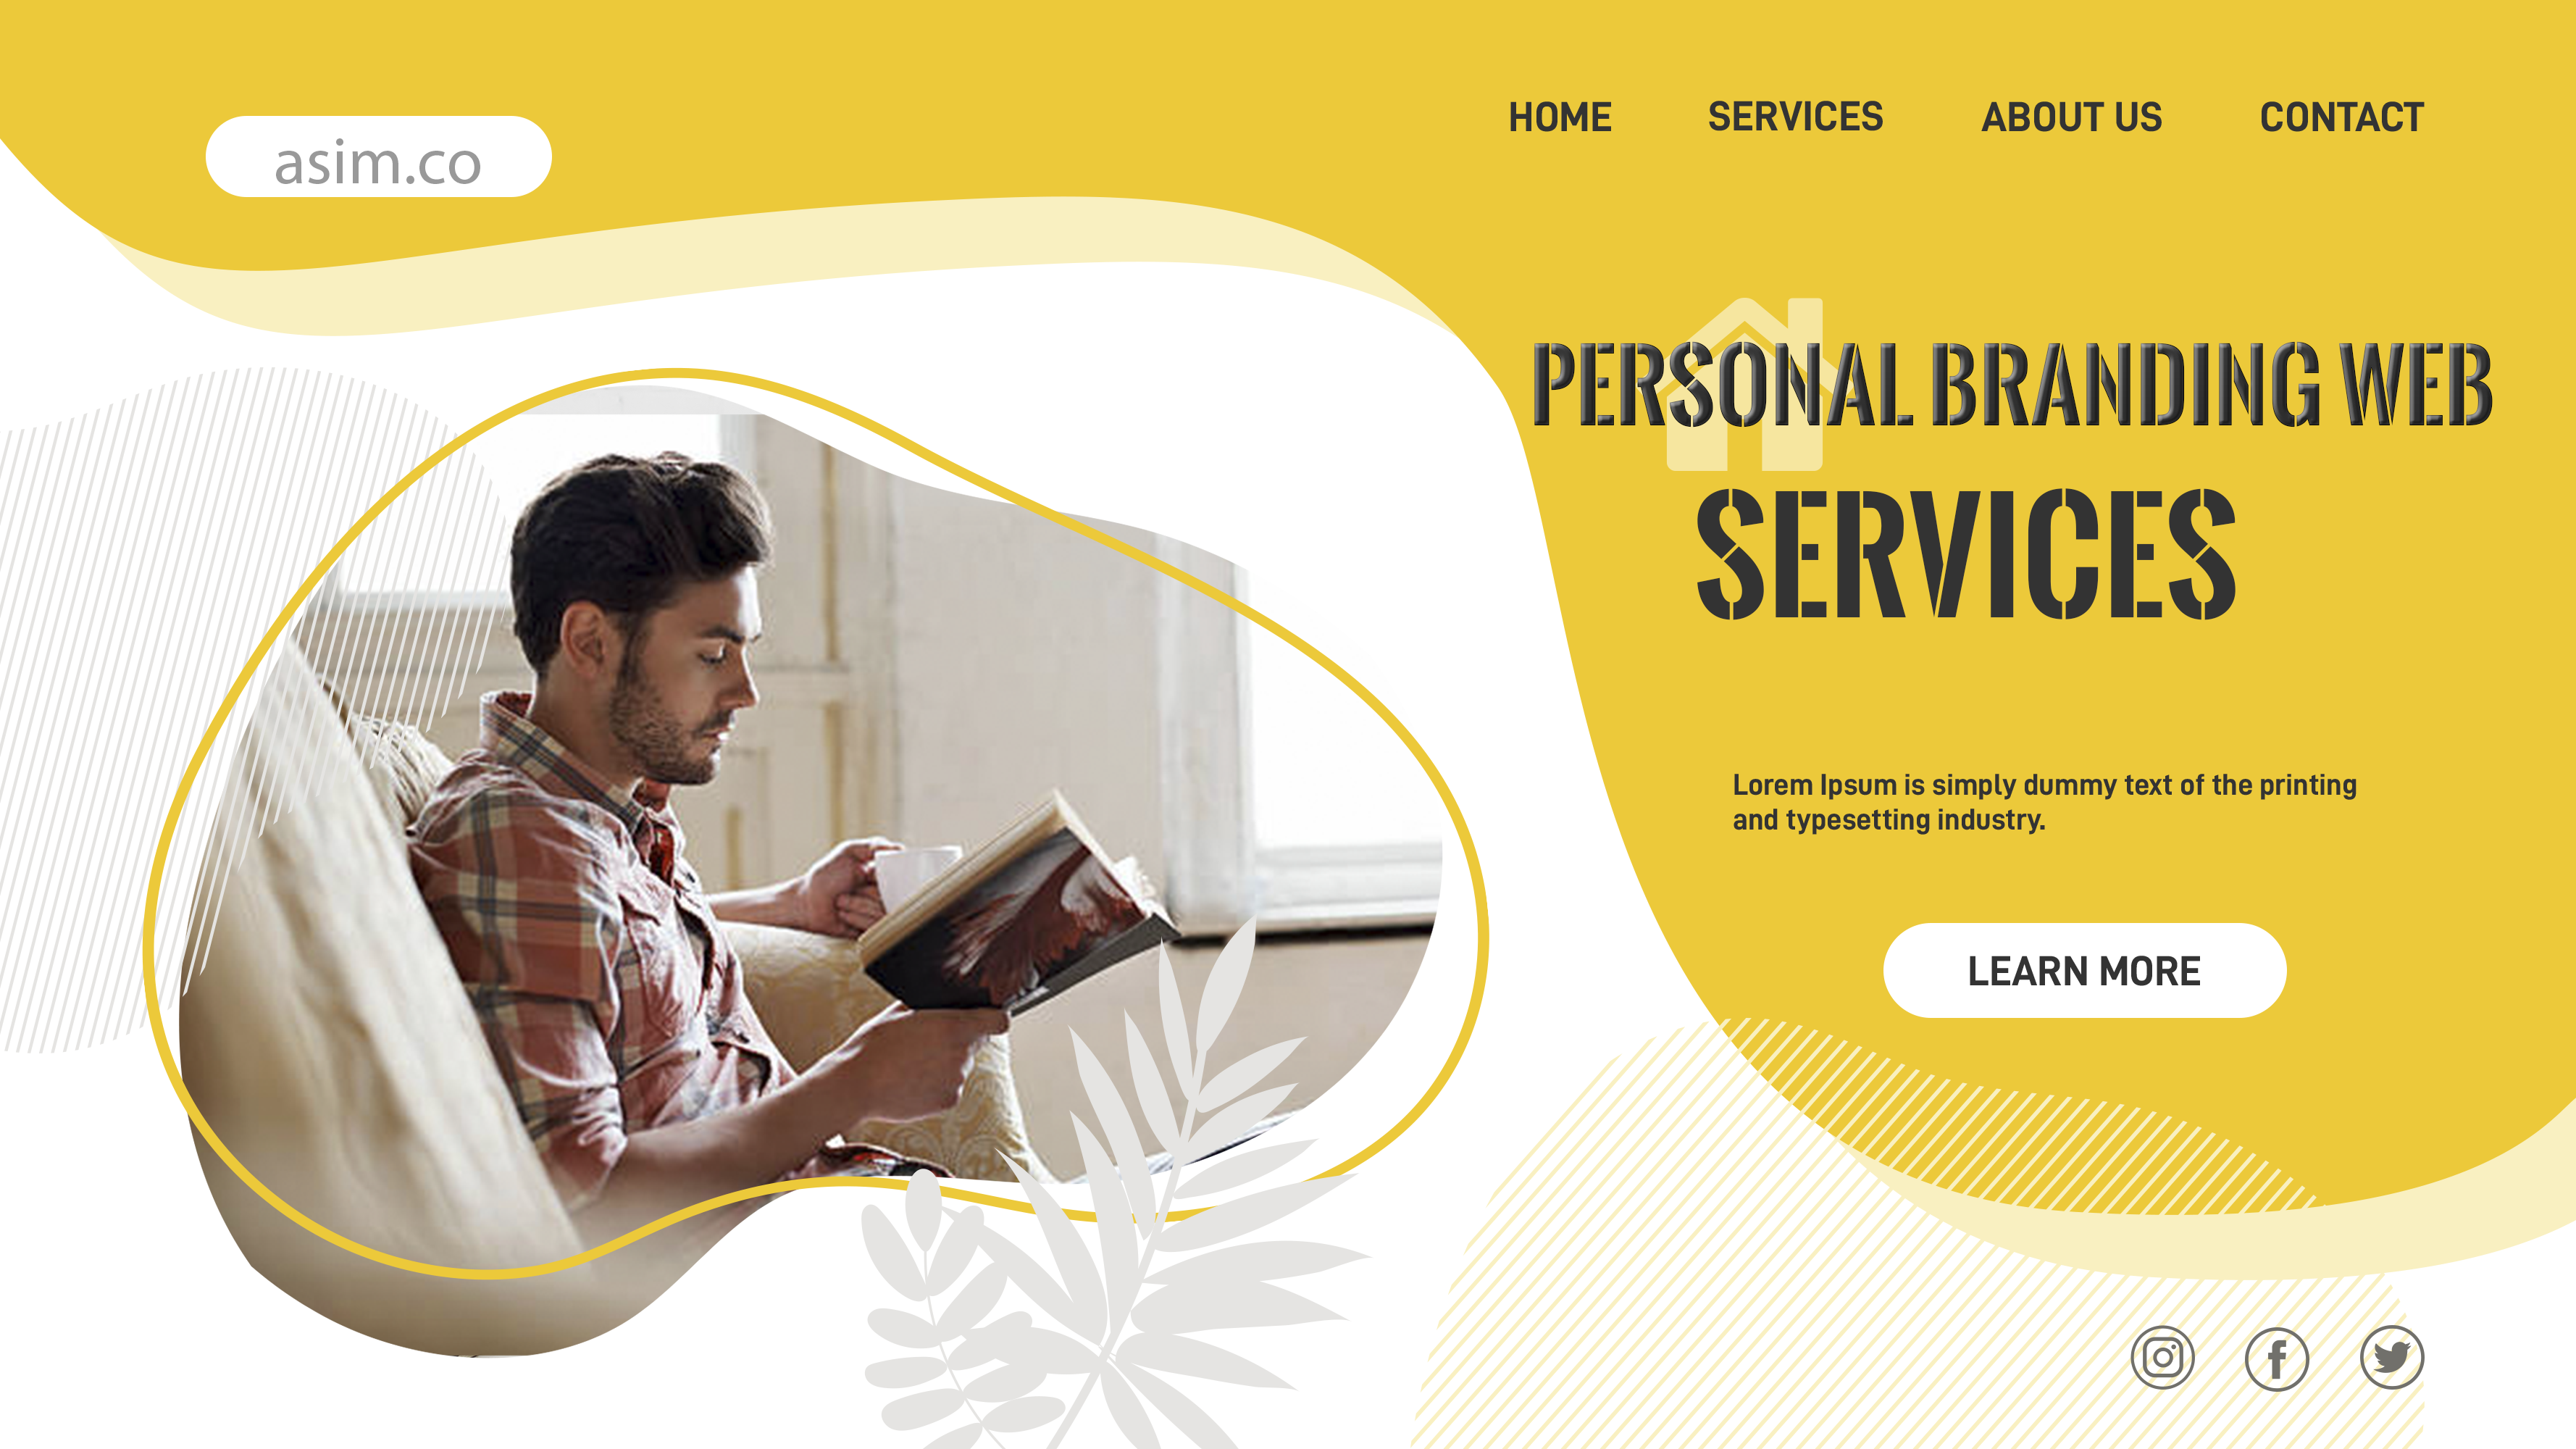 asim.co
HOME SERVICES ABOUT US CONTACT
PERSONAL BRANDING WEB
SERVICES
Lorem Ipsum is simply dummy text of the printing
and typesetting industry.
LEARN MORE